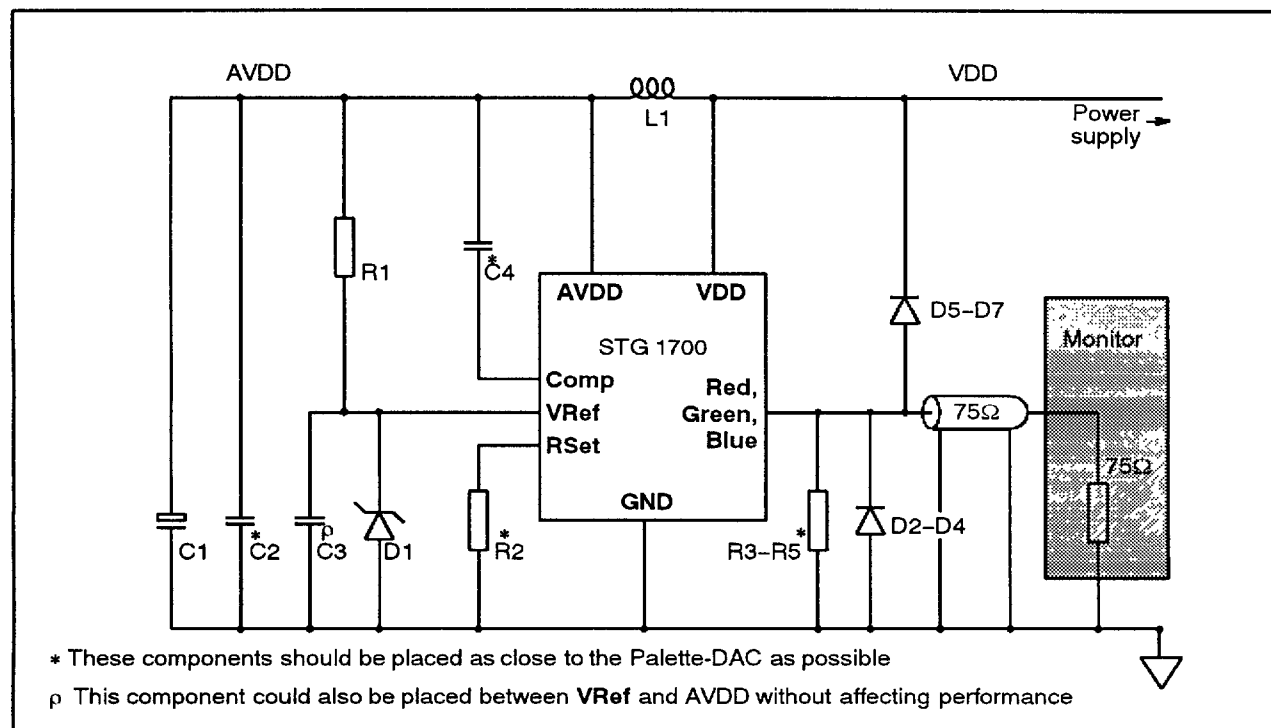 AVDD
VDD
L1
Power
supply
R1
*
C4
AVDD
VDD
D5–D7
STG 1700
Monitor
Comp
Red,
VRef
Green,
75Ω
RSet
Blue
75Ω
GND
C1
*
C2
ρ
C3
D1
*
R2
R3–R5
*
D2–D4
* These components should be placed as close to the Palette-DAC as possible
ρ This component could also be placed between VRef and AVDD without affecting performance